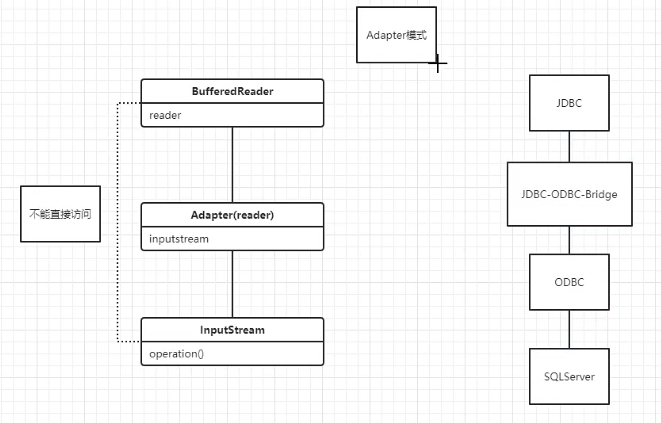 Adapter模式
BufferedReader
reader
不能直接访问
Adapter(reader)
inputstream
InputStream
operation()
JDBC
JDBC-ODBC-Bridge
ODBC
SQLServer